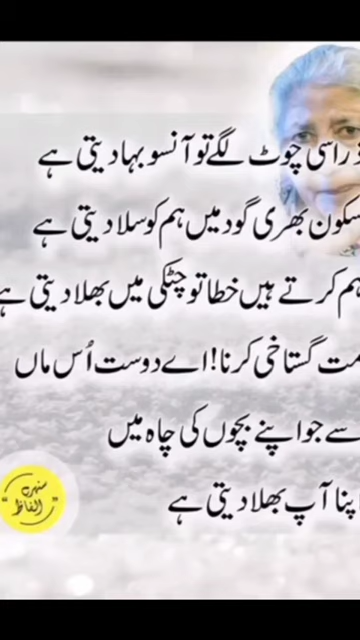 ذرا سی چوٹ لگے تو آنسو بہا دیتی ہے
سکون بھری گود میں ہم کو سلا دیتی ہے
ہم کرتے ہیں خطا تو چٹکی میں بھلا دیتی ہے
مت گستاخی کرنا! اے دوست اُس ماں
سے جو اپنے بچوں کی چاہ میں
اپنا آپ بھلا دیتی ہے
سنہرے
"الفاظ"